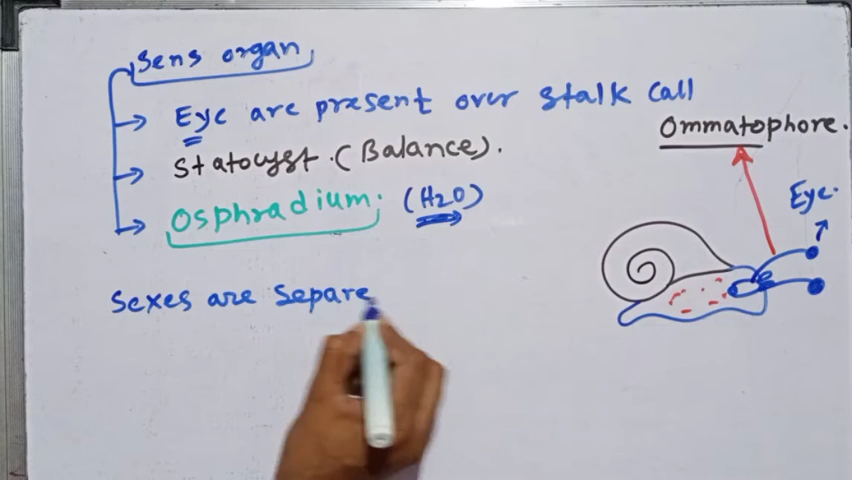 Sens organ
Eye are present over stalk call
Ommatophore.
Statocyst. (Balance).
Osphradium. (H2O)
Eye.
Sexes are separe